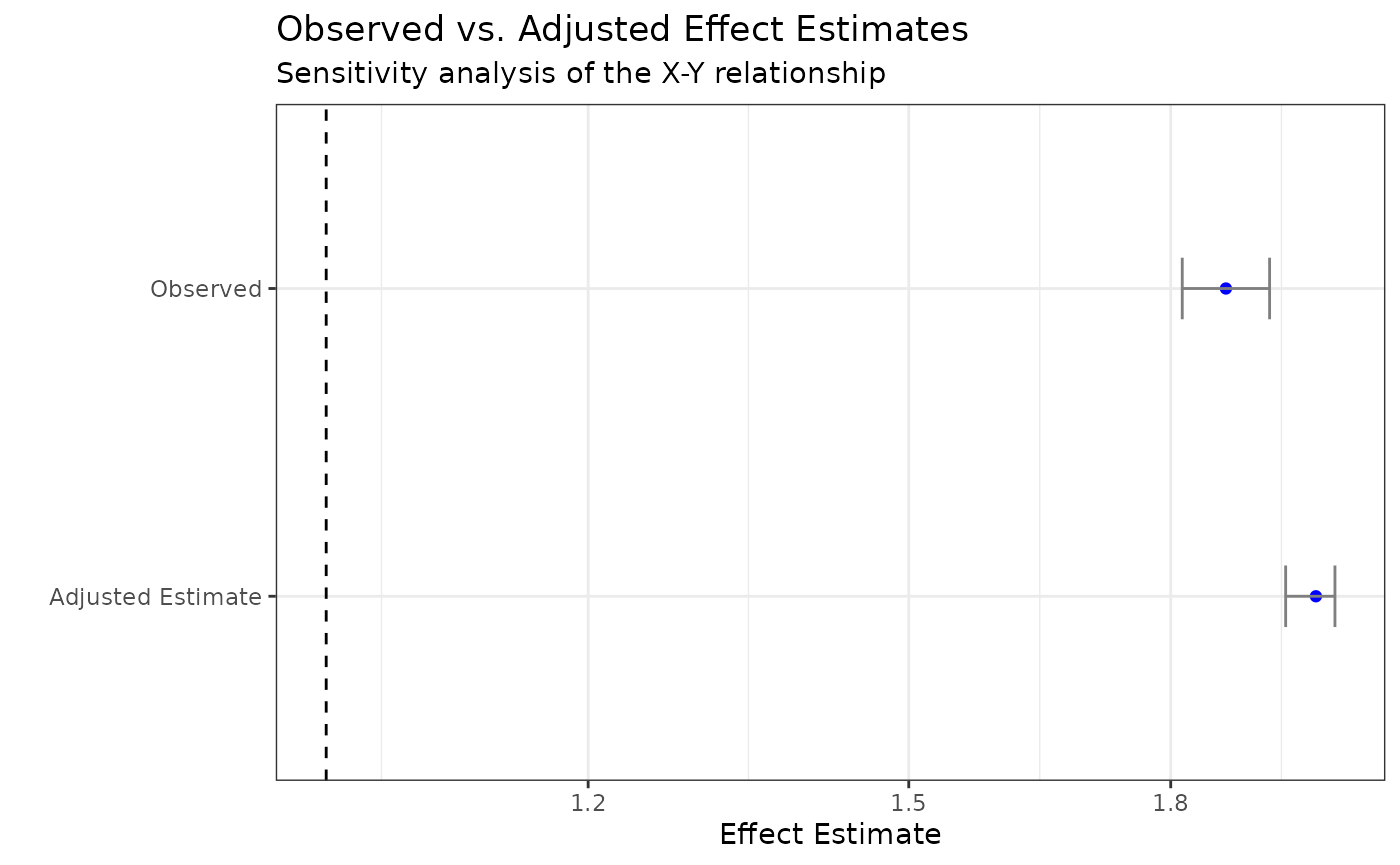 Observed vs. Adjusted Effect Estimates
Sensitivity analysis of the X-Y relationship
Observed
Adjusted Estimate
1.2 1.5 1.8
Effect Estimate